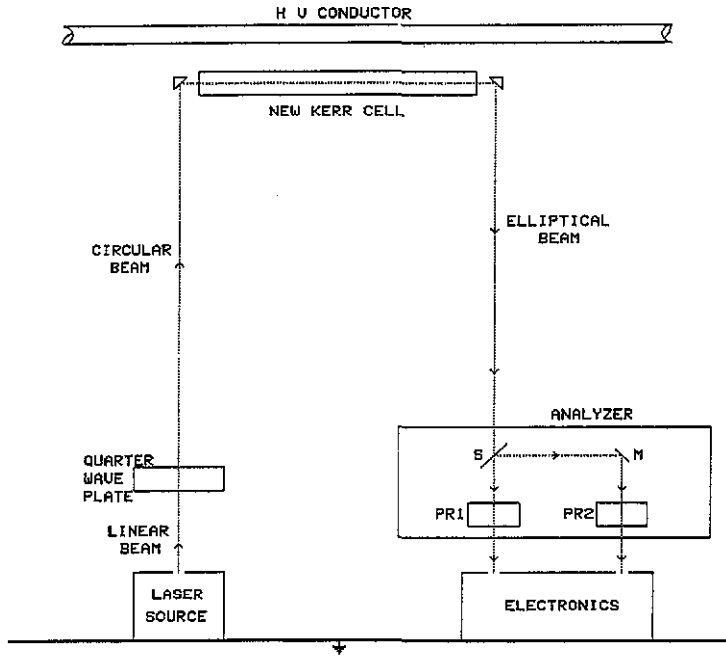 H V CONDUCTOR
NEW KERR CELL
CIRCULAR
BEAM
ELLIPTICAL
BEAM
ANALYZER
S
M
QUARTER
WAVE
PLATE
PR1
PR2
LINEAR
BEAM
LASER
SOURCE
ELECTRONICS